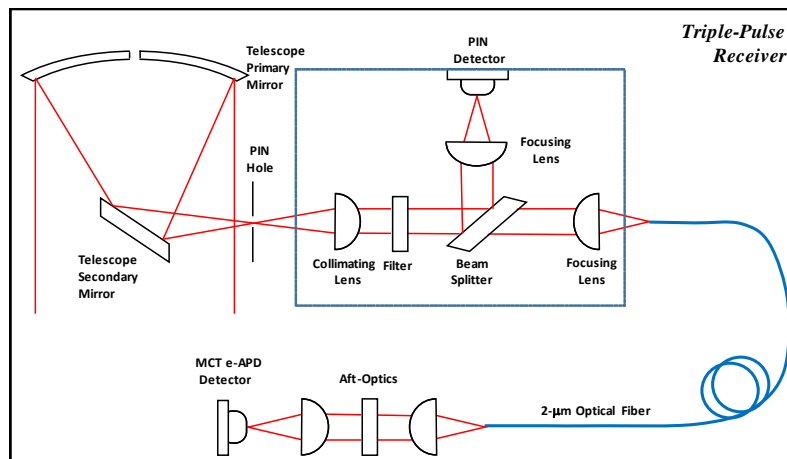 Triple-Pulse
Receiver
Telescope
Primary
Mirror
PIN
Detector
Focusing
Lens
PIN
Hole
Telescope
Secondary
Mirror
Collimating
Lens
Filter
Beam
Splitter
Focusing
Lens
MCT e-APD
Detector
Aft-Optics
2-μm Optical Fiber